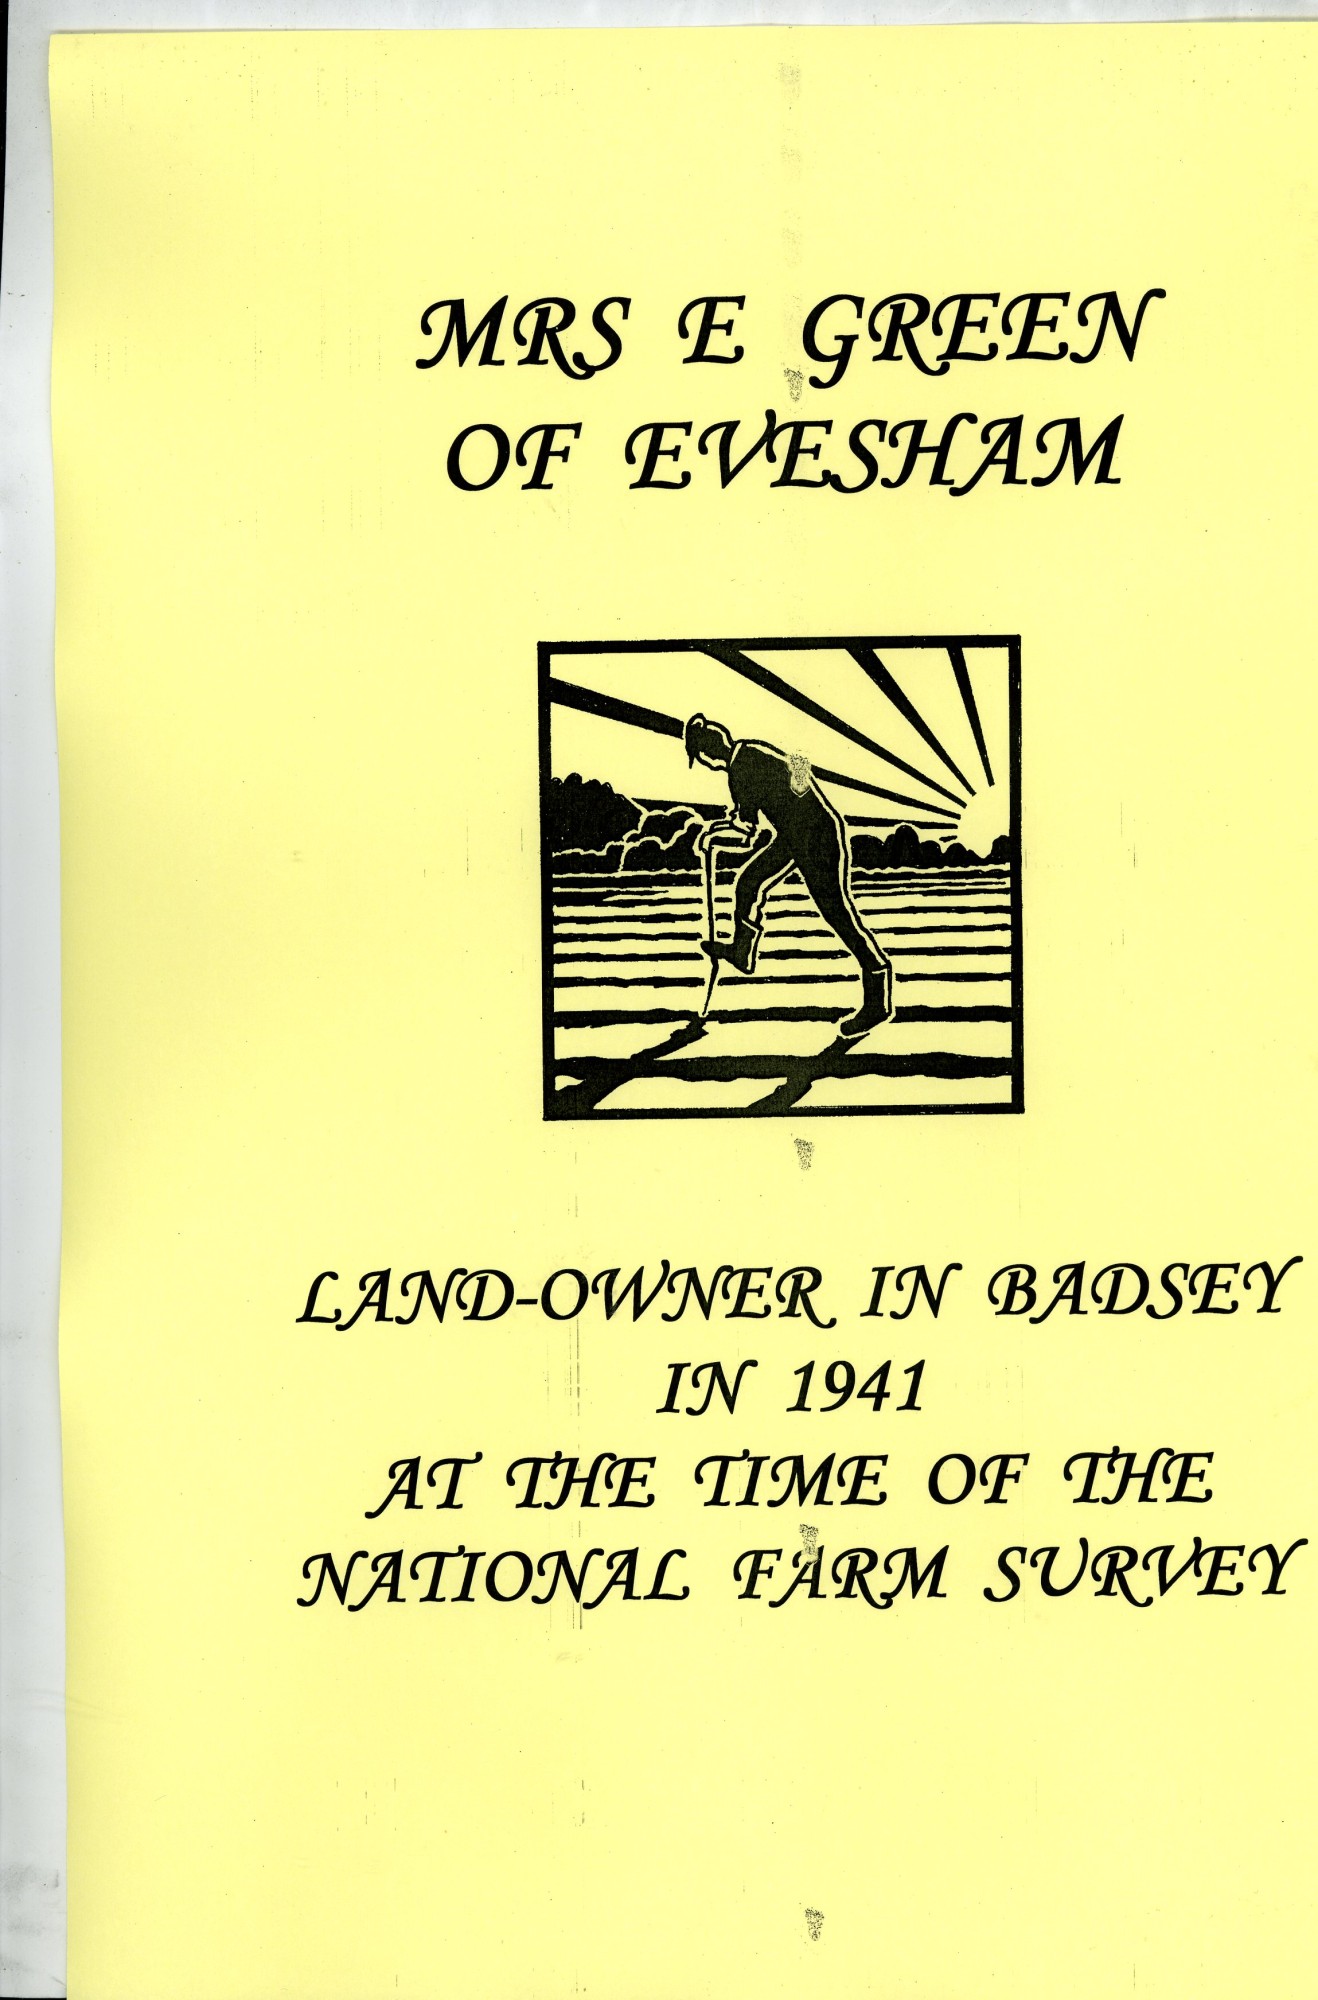 MRS E GREEN
OF EVESHAM
LAND-OWNER IN BADSEY
IN 1941
AT THE TIME OF THE
NATIONAL FARM SURVEY